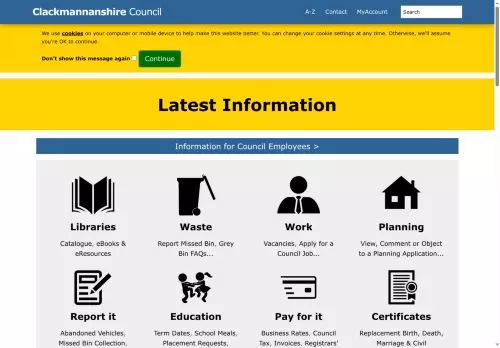 Clackmannanshire Council
A-Z Contact MyAccount Search
We use cookies on your computer or mobile device to help make this website better. You can change your cookie settings at any time. Otherwise, we'll assume
you're OK to continue.
Don't show this message again Continue
Latest Information
Information for Council Employees >
Libraries
Catalogue, eBooks &
eResources
Waste
Report Missed Bin, Grey
Bin FAQs...
Work
Vacancies, Apply for a
Council Job...
Planning
View, Comment or Object
to a Planning Application...
Report it
Abandoned Vehicles,
Missed Bin Collection,
Education
Term Dates, School Meals,
Placement Requests,
Pay for it
Business Rates, Council
Tax, Invoices, Registrars'
Certificates
Replacement Birth, Death,
Marriage & Civil